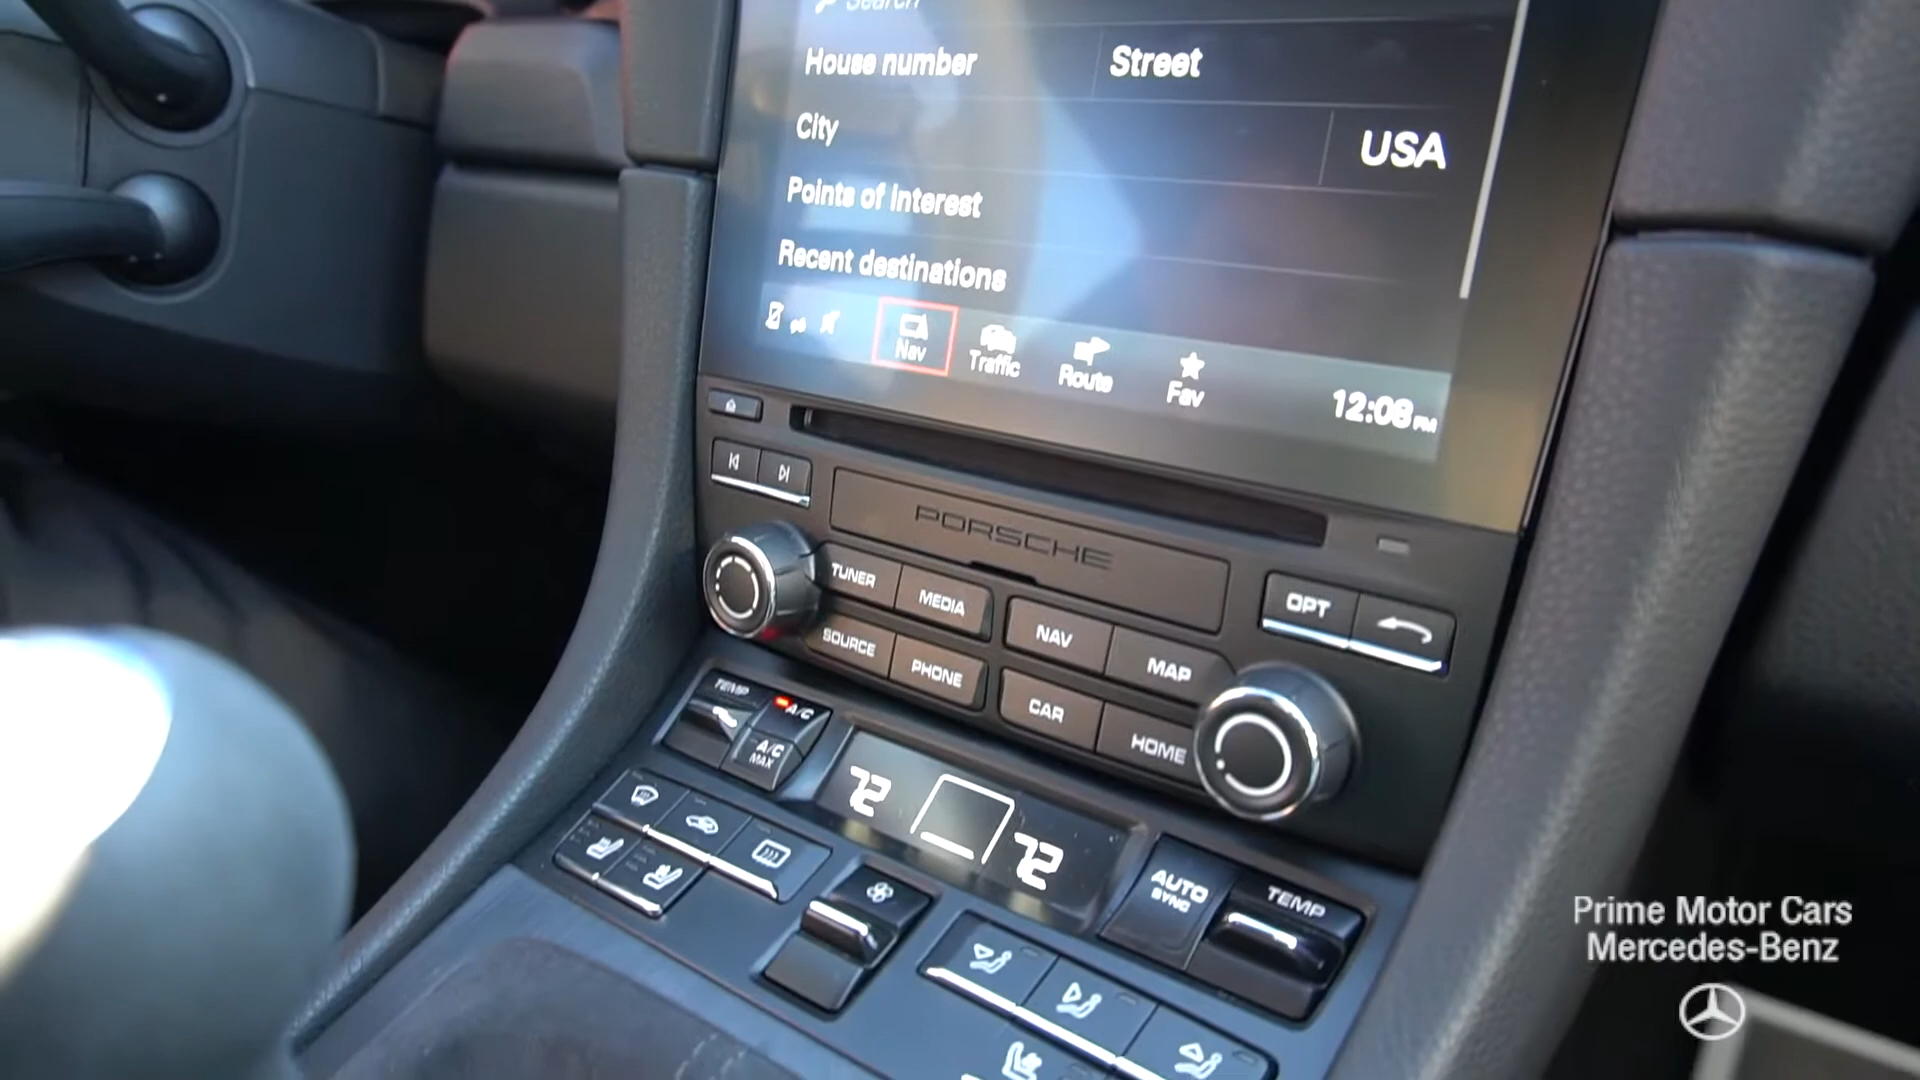 Search
House number
Street
City
USA
Points of interest
Recent destinations
Nav
Traffic
Route
Fav
12:08 PM
PORSCHE
TUNER
MEDIA
NAV
MAP
OPT
SOURCE
PHONE
CAR
HOME
TEMP
A/C
A/C
MAX
72
72
AUTO
SYNC
TEMP
Prime Motor Cars
Mercedes-Benz